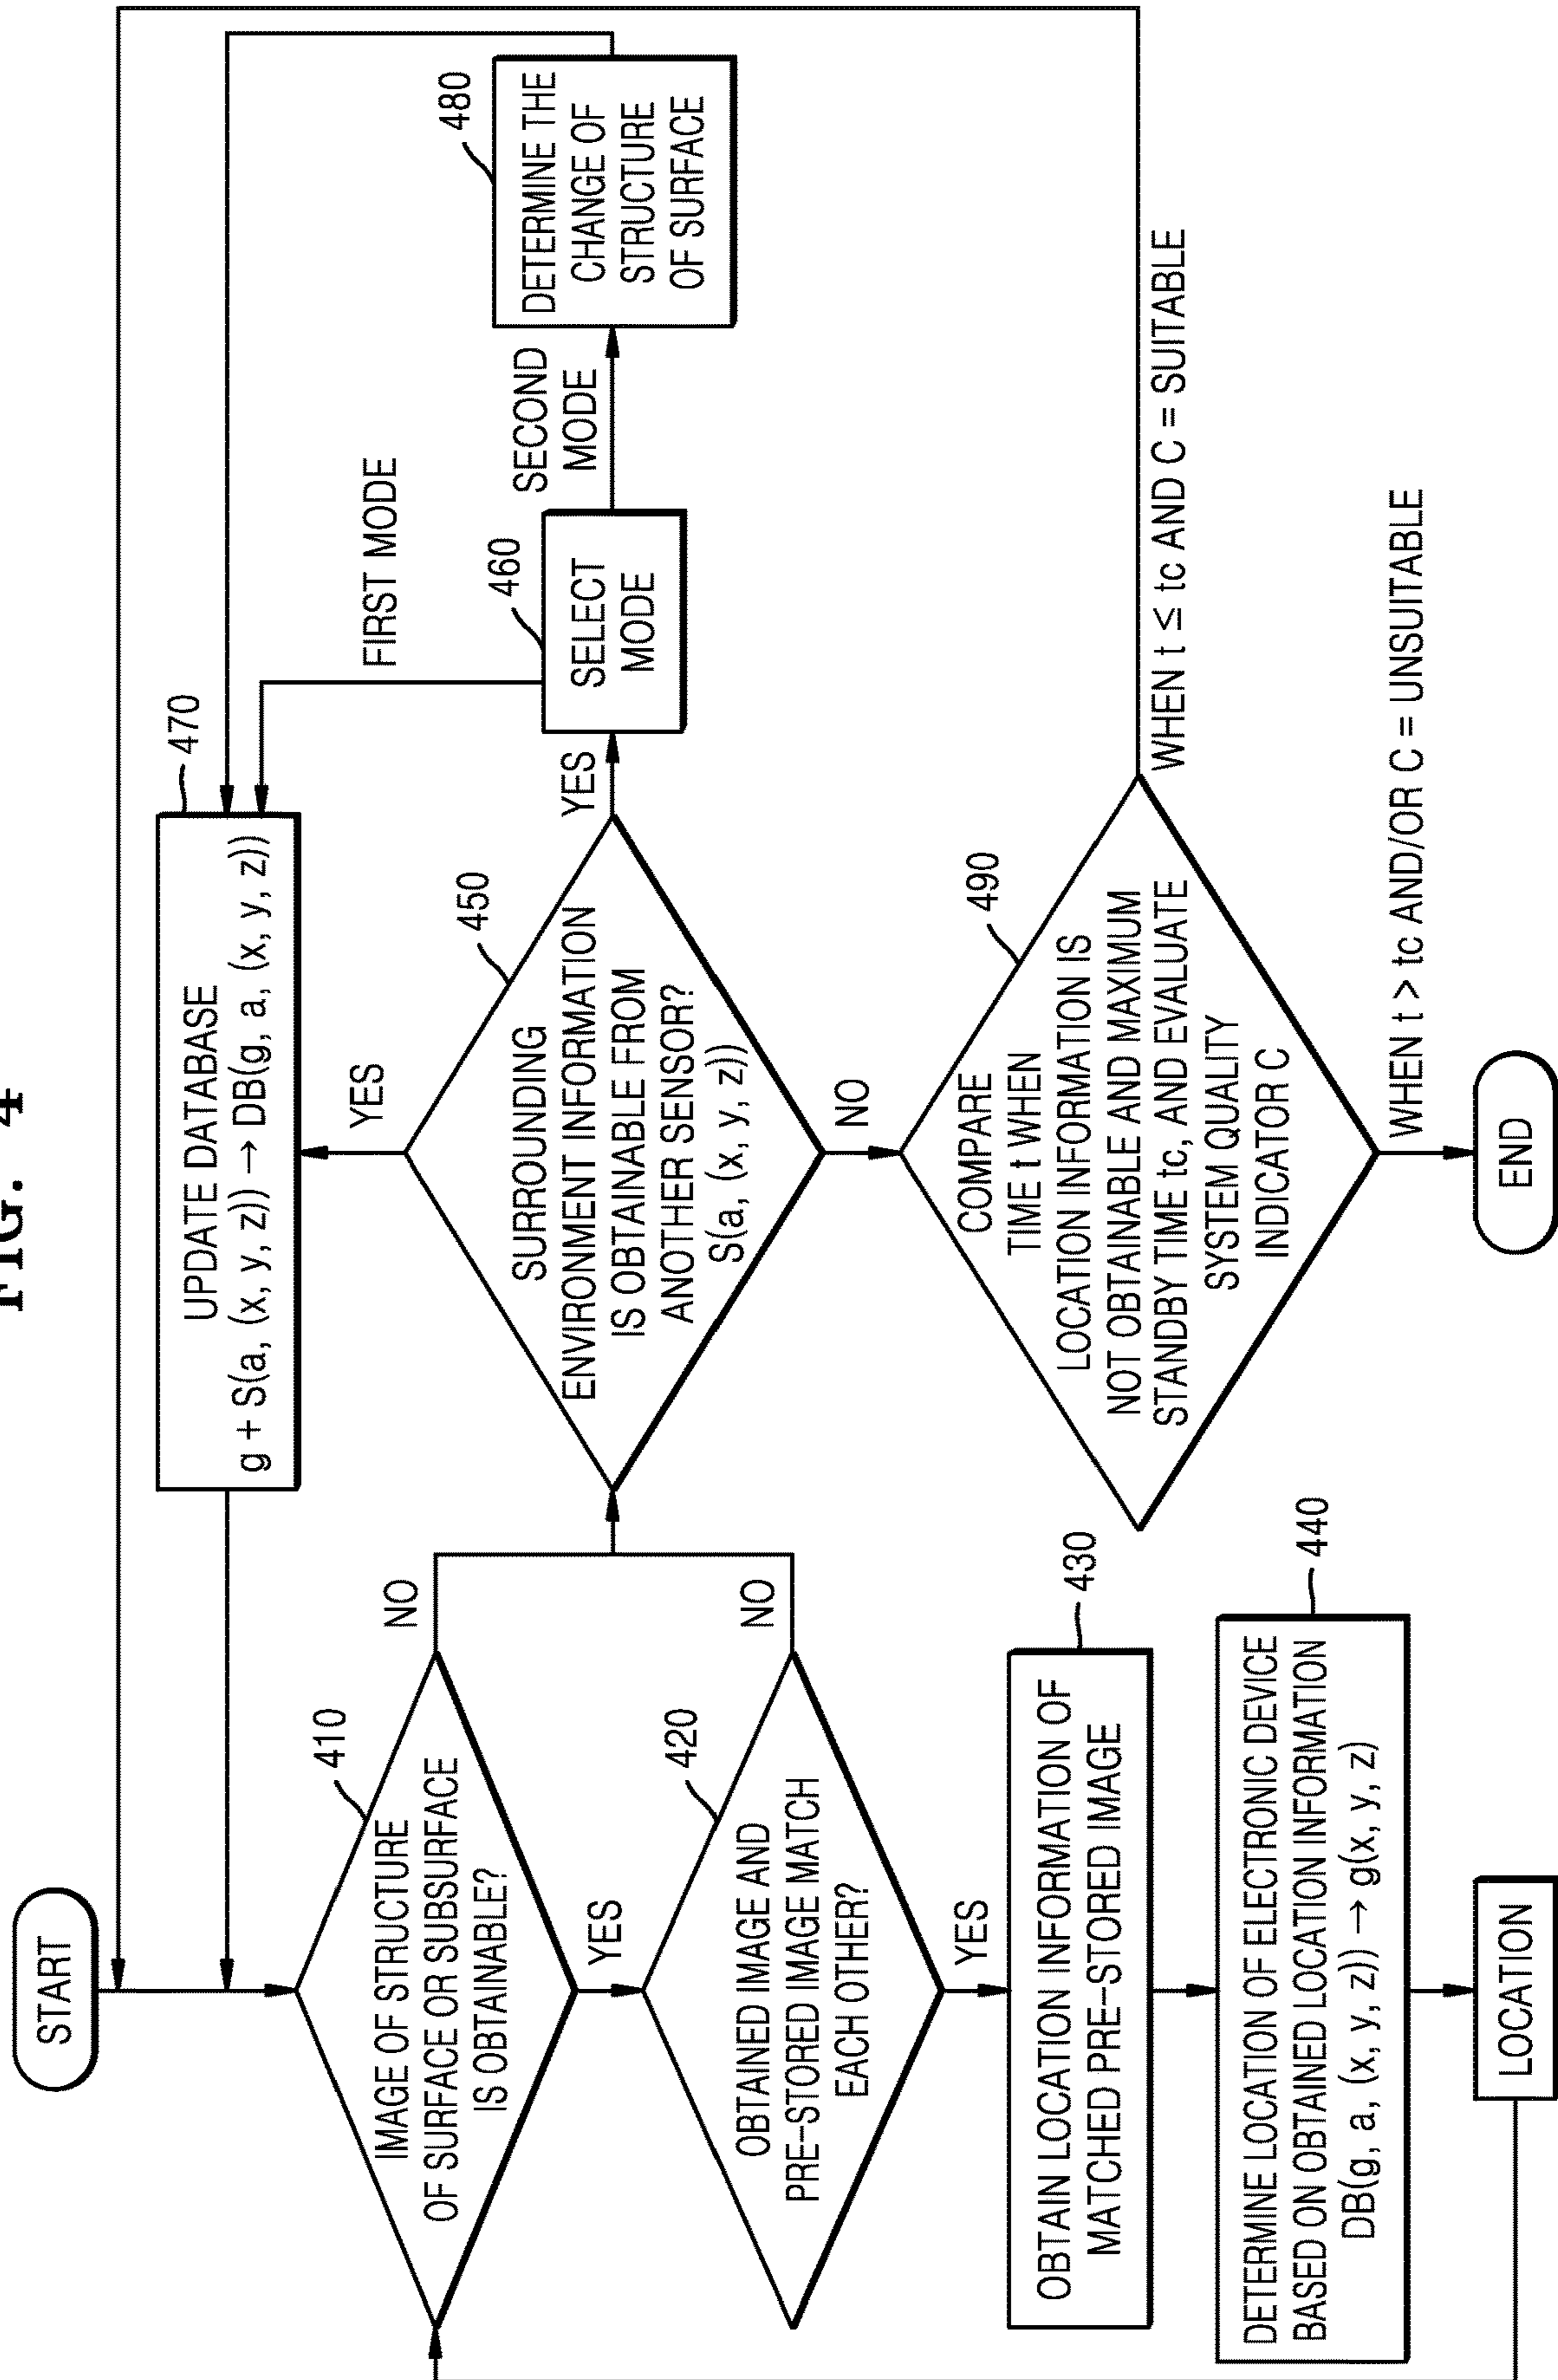 FIG. 4
START
410
IMAGE OF STRUCTURE
OF SURFACE OR SUBSURFACE
IS OBTAINABLE?
NO
YES
420
OBTAINED IMAGE AND
PRE-STORED IMAGE MATCH
EACH OTHER?
NO
YES
430
OBTAIN LOCATION INFORMATION OF
MATCHED PRE-STORED IMAGE
440
DETERMINE LOCATION OF ELECTRONIC DEVICE
BASED ON OBTAINED LOCATION INFORMATION
DB(g, a, (x, y, z)) → g(x, y, z)
LOCATION
470
UPDATE DATABASE
g + S(a, (x, y, z)) → DB(g, a, (x, y, z))
YES
450
SURROUNDING
ENVIRONMENT INFORMATION
IS OBTAINABLE FROM
ANOTHER SENSOR?
S(a, (x, y, z))
YES
NO
FIRST MODE
460
SELECT
MODE
SECOND
MODE
480
DETERMINE THE
CHANGE OF
STRUCTURE
OF SURFACE
490
COMPARE
TIME t WHEN
LOCATION INFORMATION IS
NOT OBTAINABLE AND MAXIMUM
STANDBY TIME tc, AND EVALUATE
SYSTEM QUALITY
INDICATOR C
WHEN t ≤ tc AND C = SUITABLE
WHEN t > tc AND/OR C = UNSUITABLE
END